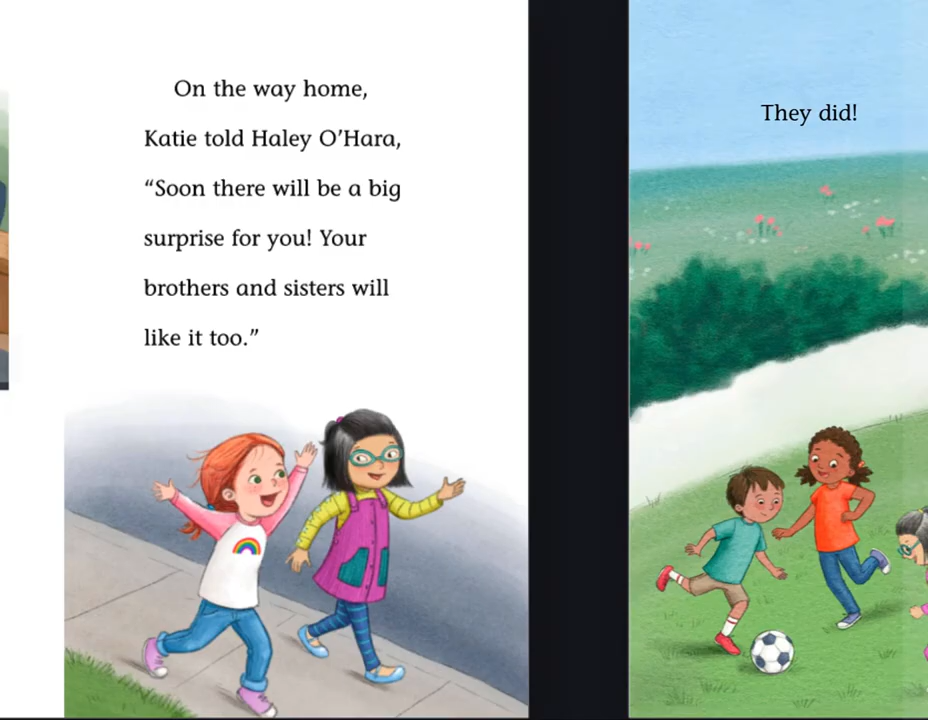 On the way home,
Katie told Haley O’Hara,
“Soon there will be a big
surprise for you! Your
brothers and sisters will
like it too.”
They did!